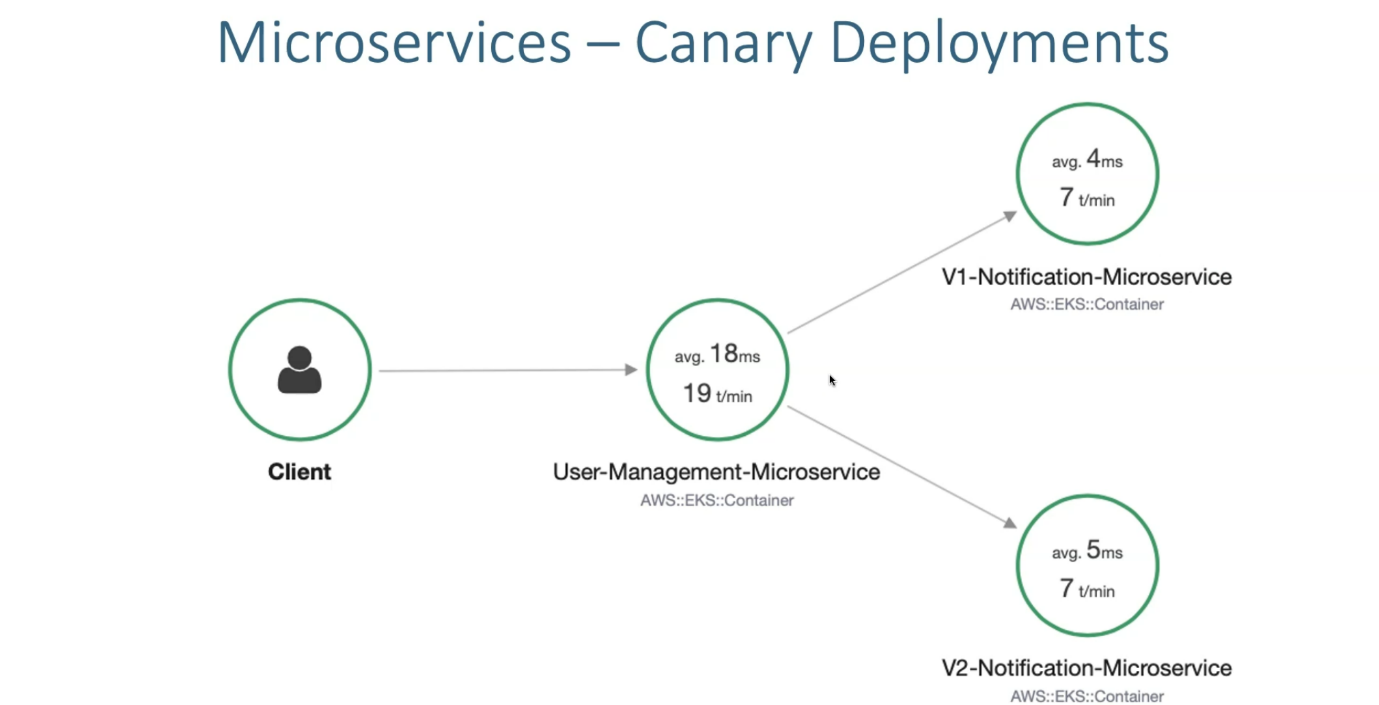 Microservices – Canary Deployments
avg. 4ms
7 t/min
V1-Notification-Microservice
AWS::EKS::Container
Client
avg. 18ms
19 t/min
User-Management-Microservice
AWS::EKS::Container
avg. 5ms
7 t/min
V2-Notification-Microservice
AWS::EKS::Container